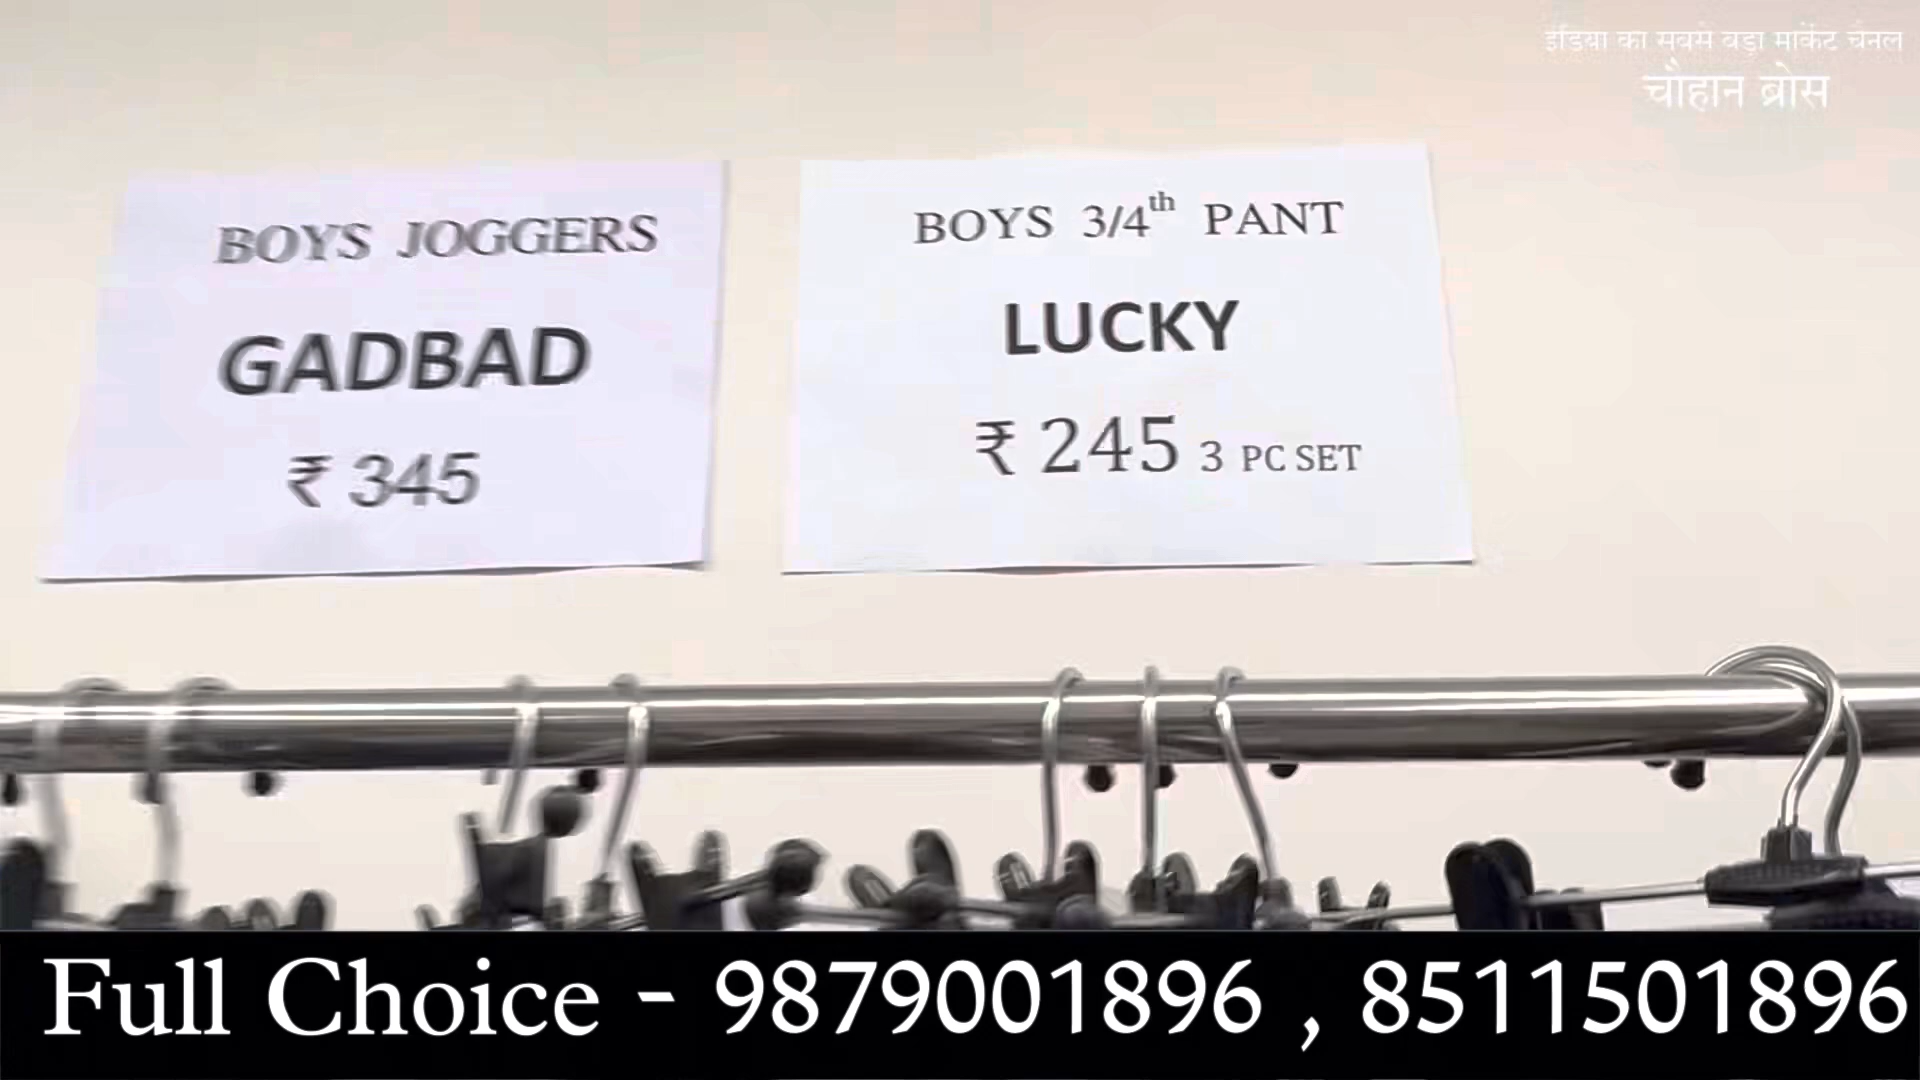 इंडिया का सबसे बड़ा मार्केट चैनल
चौहान ब्रोस
BOYS JOGGERS
GADBAD
₹ 345
BOYS 3/4th PANT
LUCKY
₹ 245 3 PC SET
Full Choice - 9879001896 , 8511501896